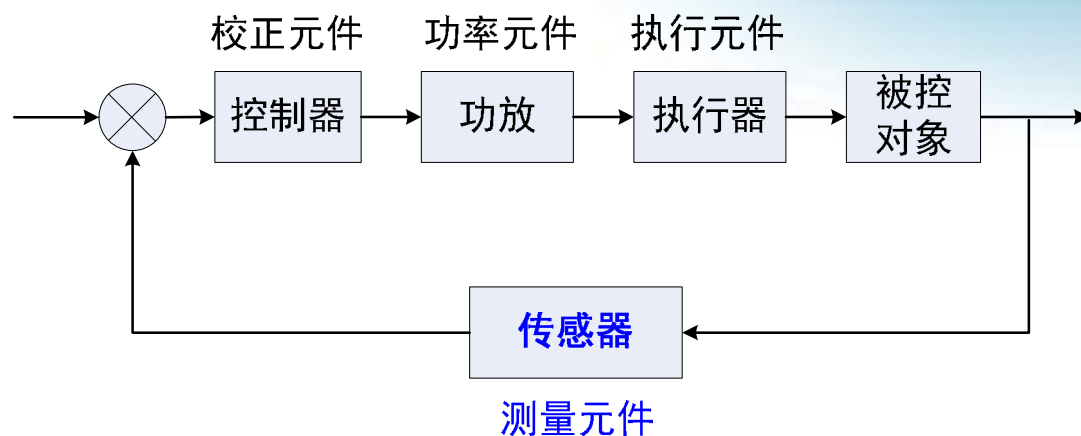 校正元件
功率元件
执行元件
控制器
功放
执行器
被控
对象
传感器
测量元件